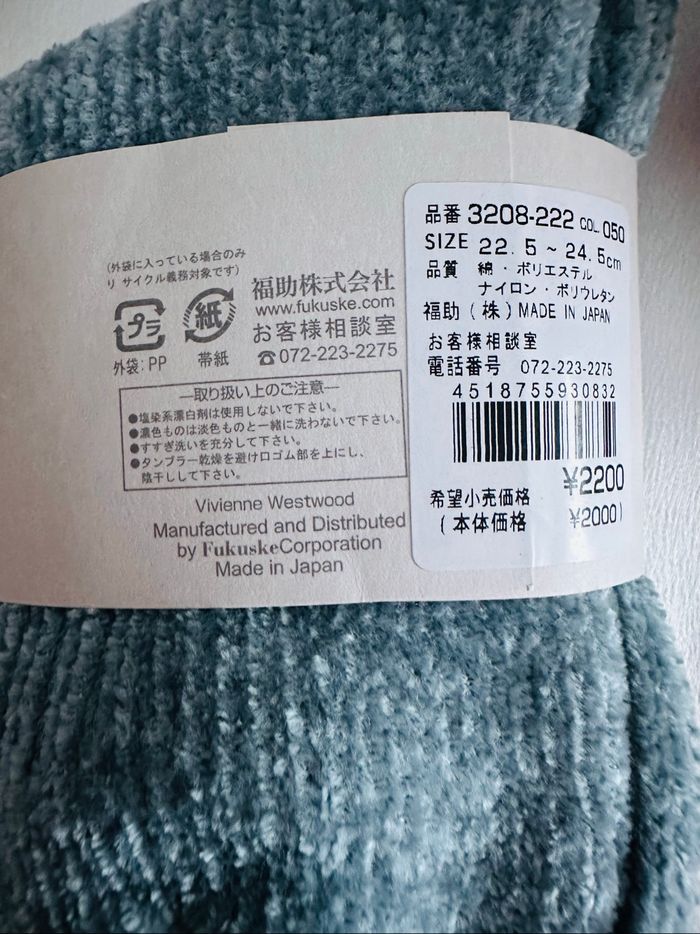 (外袋に入っている場合のみ
リサイクル義務対象です)
プラ
外袋:PP
紙
帯紙
福助株式会社
www.fukuske.com
お客様相談室
☎072-223-2275
―取り扱い上のご注意―
●塩染系漂白剤は使用しないで下さい。
●濃色ものは淡色ものと一緒に洗わないで下さい。
●すすぎ洗いを充分して下さい。
●タンブラー乾燥を避け口ゴム部を上にし、
陰干しして下さい。
Vivienne Westwood
Manufactured and Distributed
by FukuskeCorporation
Made in Japan
品番 3208-222 COL. 050
SIZE 22.5~24.5cm
品質 綿・ポリエステル
ナイロン・ポリウレタン
福助(株)MADE IN JAPAN
お客様相談室
電話番号 072-223-2275
4518755930832
¥2200
希望小売価格
(本体価格 ¥2000)